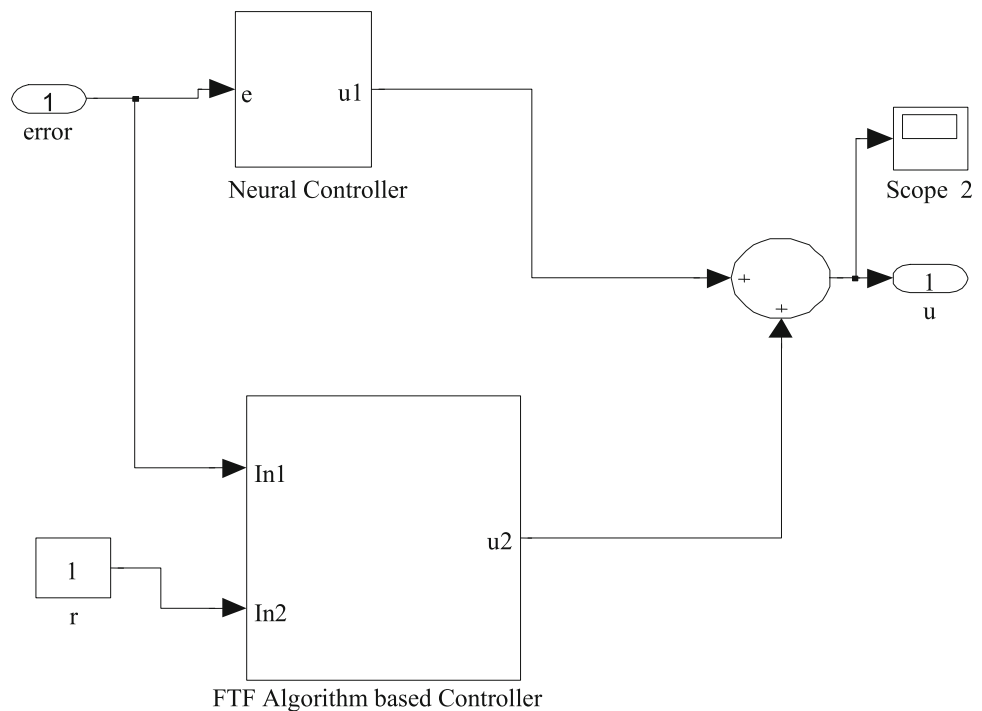 e
u1
1
error
Neural Controller
Scope 2
+
1
u
+
In1
u2
1
r
In2
FTF Algorithm based Controller